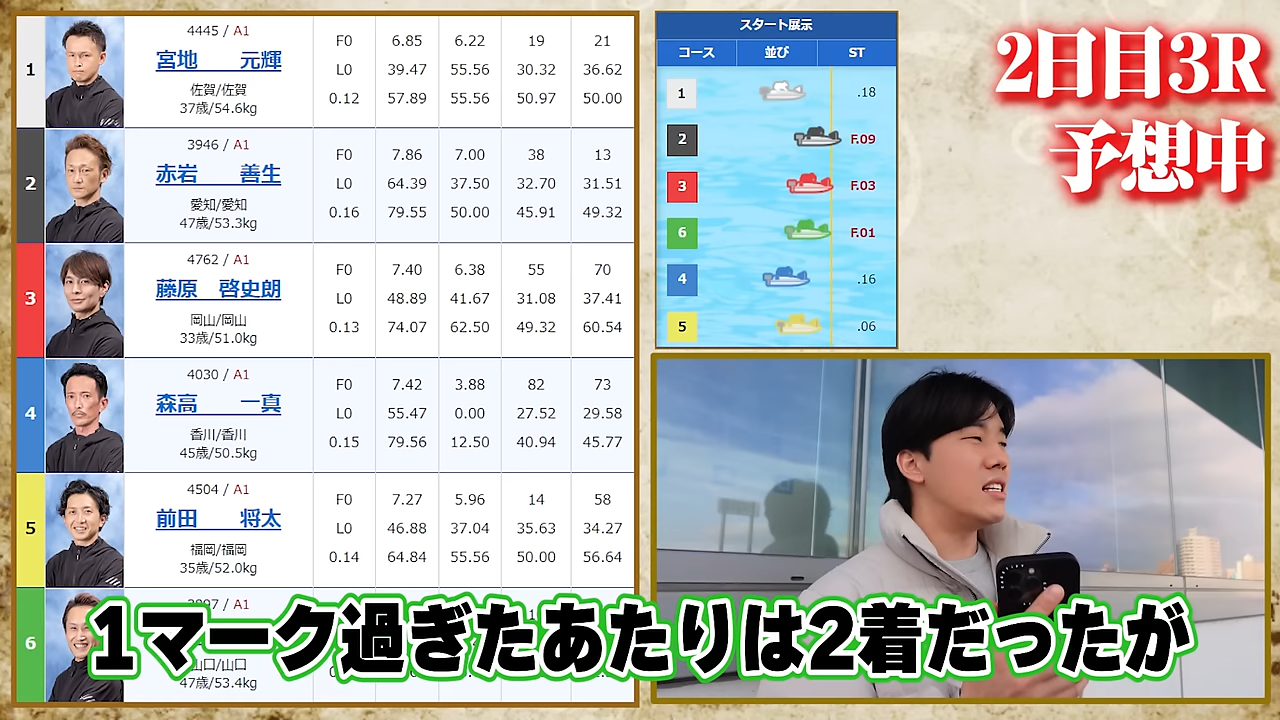 1
4445 / A1
宮地 元輝
佐賀/佐賀
37歳/54.6kg
F0 6.85 6.22 19 21
L0 39.47 55.56 30.32 36.62
0.12 57.89 55.56 50.97 50.00
2
3946 / A1
赤岩 善生
愛知/愛知
47歳/53.3kg
F0 7.86 7.00 38 13
L0 64.39 37.50 32.70 31.51
0.16 79.55 50.00 45.91 49.32
3
4762 / A1
藤原 啓史朗
岡山/岡山
33歳/51.0kg
F0 7.40 6.38 55 70
L0 48.89 41.67 31.08 37.41
0.13 74.07 62.50 49.32 60.54
4
4030 / A1
森高 一真
香川/香川
45歳/50.5kg
F0 7.42 3.88 82 73
L0 55.47 0.00 27.52 29.58
0.15 79.56 12.50 40.94 45.77
5
4504 / A1
前田 将太
福岡/福岡
35歳/52.0kg
F0 7.27 5.96 14 58
L0 46.88 37.04 35.63 34.27
0.14 64.84 55.56 50.00 56.64
6
/ A1
山口/山口
47歳/53.4kg
スタート展示
コース 並び ST
1 .18
2 F.09
3 F.03
6 F.01
4 .16
5 .06
2日目3R
予想中
1マーク過ぎたあたりは2着だったが